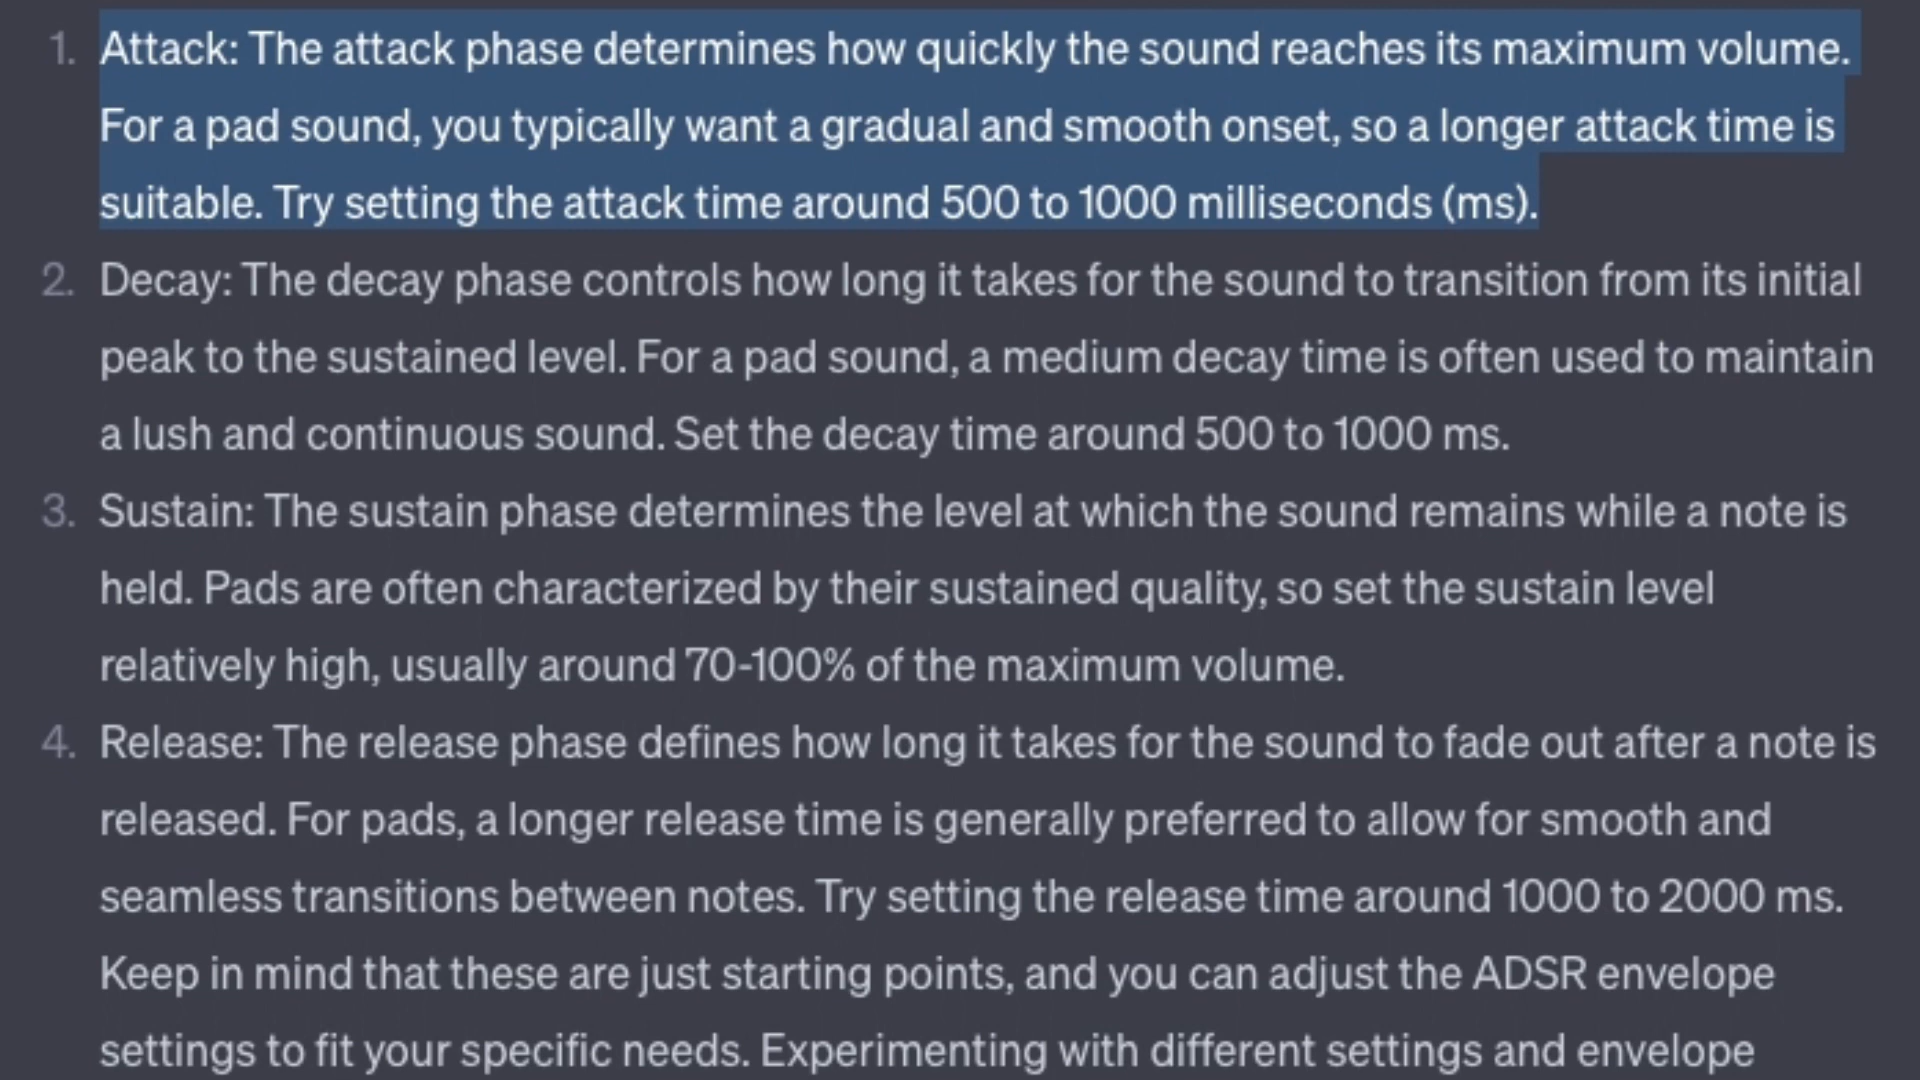 1. Attack: The attack phase determines how quickly the sound reaches its maximum volume.
For a pad sound, you typically want a gradual and smooth onset, so a longer attack time is
suitable. Try setting the attack time around 500 to 1000 milliseconds (ms).
2. Decay: The decay phase controls how long it takes for the sound to transition from its initial
peak to the sustained level. For a pad sound, a medium decay time is often used to maintain
a lush and continuous sound. Set the decay time around 500 to 1000 ms.
3. Sustain: The sustain phase determines the level at which the sound remains while a note is
held. Pads are often characterized by their sustained quality, so set the sustain level
relatively high, usually around 70-100% of the maximum volume.
4. Release: The release phase defines how long it takes for the sound to fade out after a note is
released. For pads, a longer release time is generally preferred to allow for smooth and
seamless transitions between notes. Try setting the release time around 1000 to 2000 ms.
Keep in mind that these are just starting points, and you can adjust the ADSR envelope
settings to fit your specific needs. Experimenting with different settings and envelope